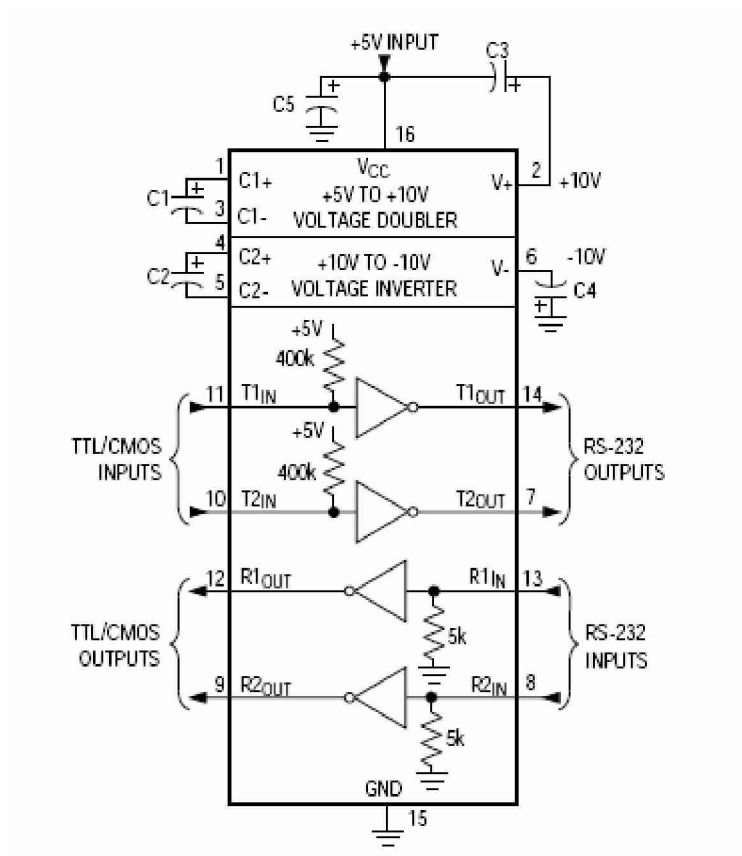 +5V INPUT
C3
+
C5
+
16
1
VCC
2
+10V
C1+
+5V TO +10V
V+
C1
+
3
C1-
VOLTAGE DOUBLER
4
C2+
+10V TO -10V
6
-10V
C2
+
V-
5
C2-
VOLTAGE INVERTER
C4
+
+5V
400k
11
T1IN
T1OUT
14
+5V
TTL/CMOS
INPUTS
RS-232
OUTPUTS
400k
10
T2IN
T2OUT
7
12
R1OUT
R1IN
13
TTL/CMOS
OUTPUTS
5k
RS-232
INPUTS
9
R2OUT
R2IN
8
5k
GND
15